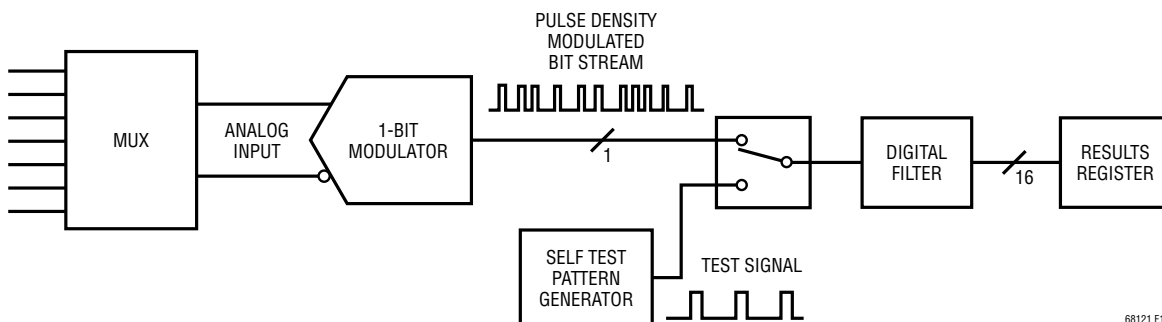 PULSE DENSITY
MODULATED
BIT STREAM
MUX
ANALOG
INPUT
1-BIT
MODULATOR
1
DIGITAL
FILTER
16
RESULTS
REGISTER
SELF TEST
PATTERN
GENERATOR
TEST SIGNAL